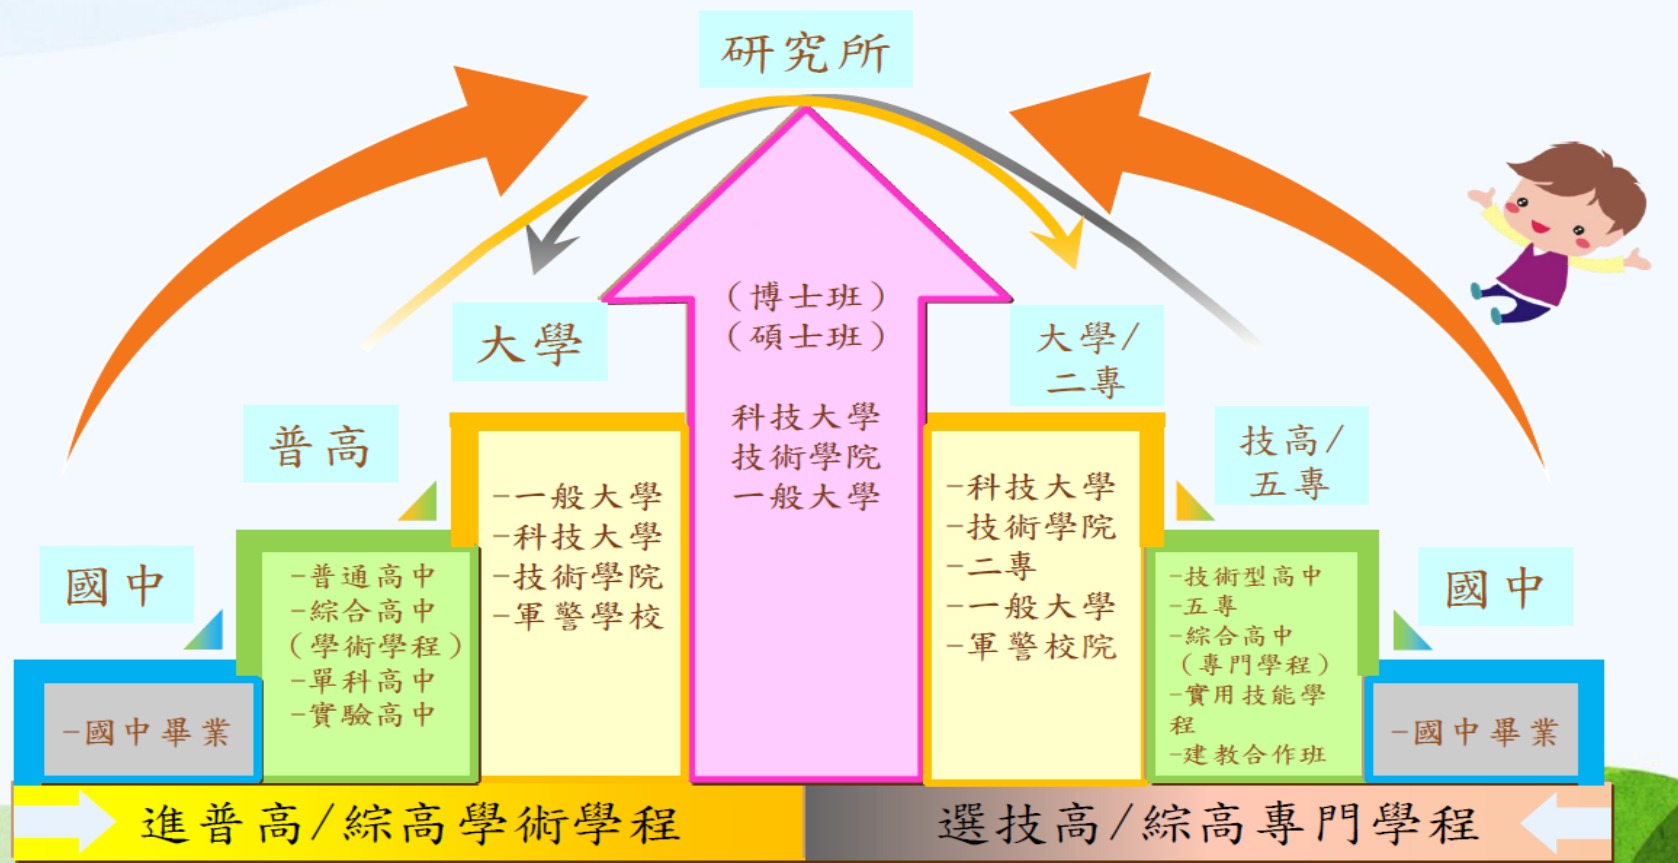 研究所
大學
(博士班)
(碩士班)
科技大學
技術學院
一般大學
大學/
二專
普高
-一般大學
-科技大學
-技術學院
-軍警學校
-科技大學
-技術學院
-二專
-一般大學
-軍警校院
技高/
五專
國中
-普通高中
-綜合高中
(學術學程)
-單科高中
-實驗高中
-技術型高中
-五專
-綜合高中
(專門學程)
-實用技能學
程
-建教合作班
國中
-國中畢業
-國中畢業
進普高/綜高學術學程
選技高/綜高專門學程